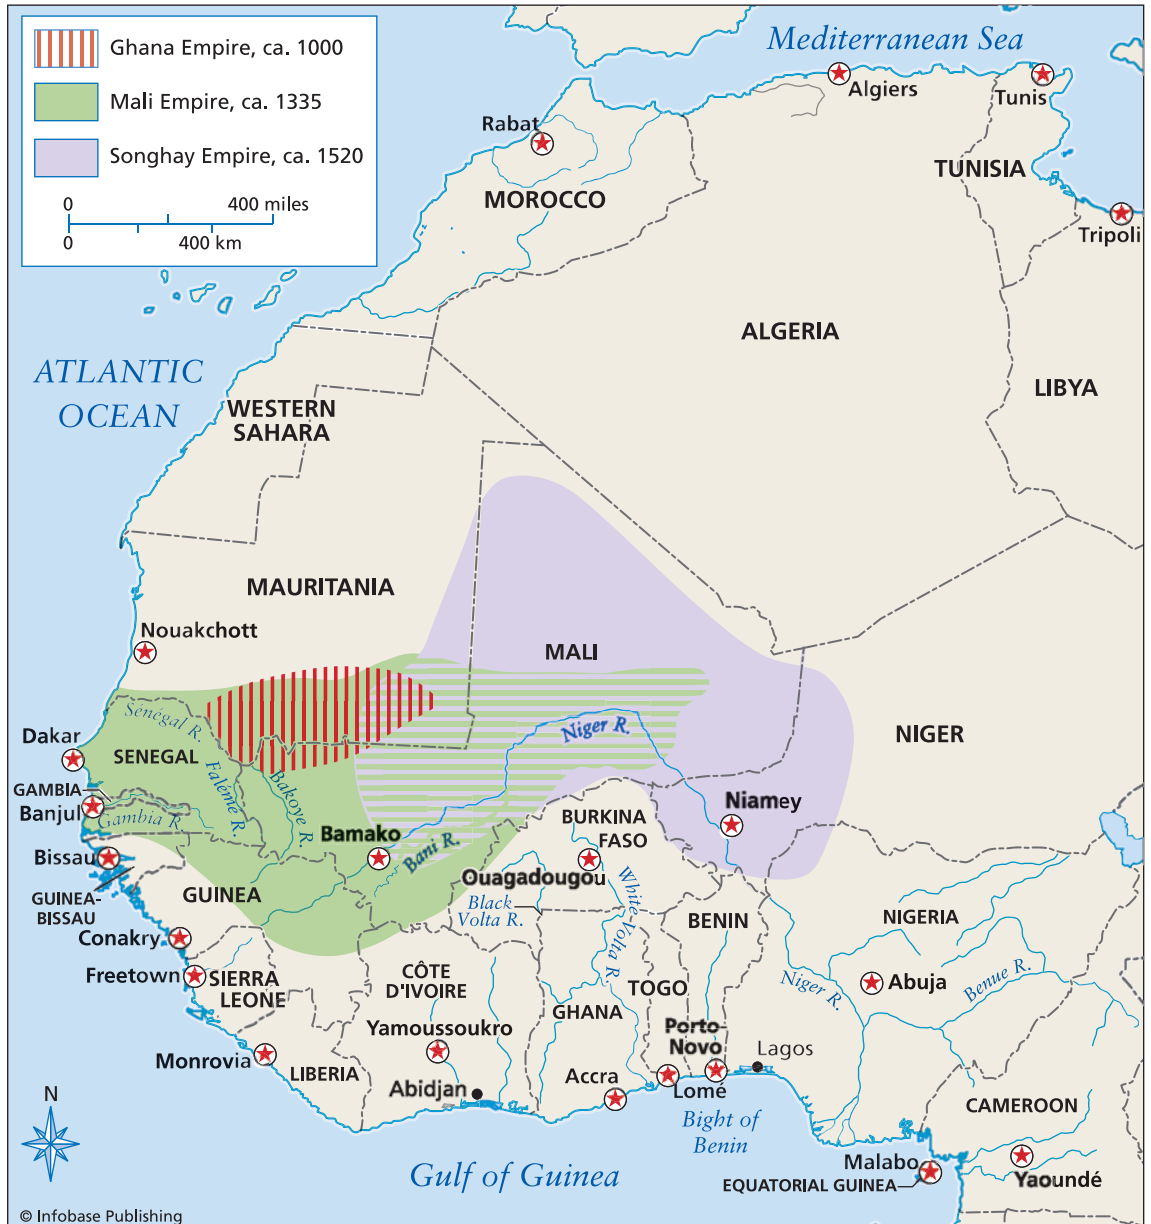 Ghana Empire, ca. 1000
Mali Empire, ca. 1335
Songhay Empire, ca. 1520
0 400 miles
0 400 km
Mediterranean Sea
Algiers
Tunis
Rabat
TUNISIA
MOROCCO
Tripoli
ALGERIA
ATLANTIC
OCEAN
LIBYA
WESTERN
SAHARA
MAURITANIA
Nouakchott
MALI
Niger R.
NIGER
Sénégal R.
Dakar
SENEGAL
Faléme R.
Bakoye R.
GAMBIA
Banjul
Gambia R.
Niamey
BURKINA
FASO
Bamako
Bani R.
Bissau
GUINEA-
BISSAU
GUINEA
Ouagadougou
White Volta R.
Black
Volta R.
BENIN
NIGERIA
Conakry
Freetown
SIERRA
LEONE
CÔTE
D'IVOIRE
TOGO
GHANA
Niger R.
Abuja
Benue R.
Yamoussoukro
Porto-
Novo
Lagos
Monrovia
LIBERIA
Abidjan
Accra
Lomé
Bight of
Benin
CAMEROON
N
Gulf of Guinea
Malabo
EQUATORIAL GUINEA
Yaoundé
© Infobase Publishing